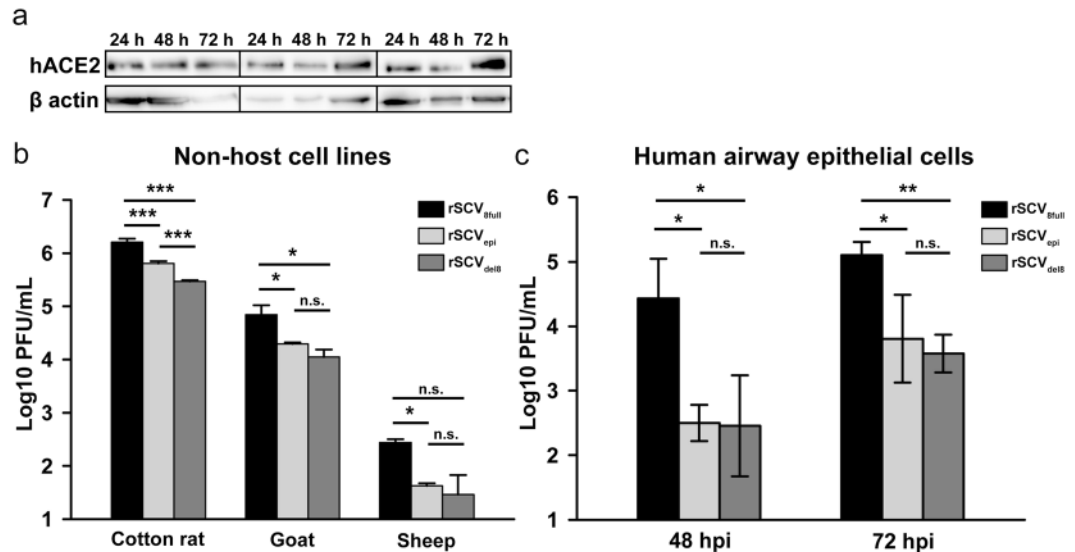 a
24 h 48 h 72 h 24 h 48 h 72 h 24 h 48 h 72 h
hACE2
β actin
b
Non-host cell lines
Log10 PFU/mL
7
6
5
4
3
2
1
***
***
***
*
*
n.s.
n.s.
*
n.s.
rSCV8full
rSCVepi
rSCVdel8
Cotton rat Goat Sheep
c
Human airway epithelial cells
Log10 PFU/mL
6
5
4
3
2
1
*
*
n.s.
**
*
n.s.
rSCV8full
rSCVepi
rSCVdel8
48 hpi 72 hpi